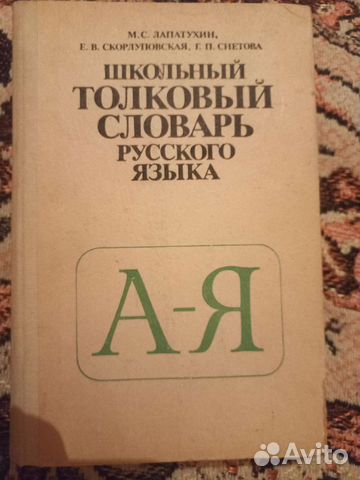 М. С. ЛАПАТУХИН,
Е. В. СКОРЛУПОВСКАЯ, Г. П. СНЕТОВА
ШКОЛЬНЫЙ
ТОЛКОВЫЙ
СЛОВАРЬ
РУССКОГО
ЯЗЫКА
А-Я
Avito